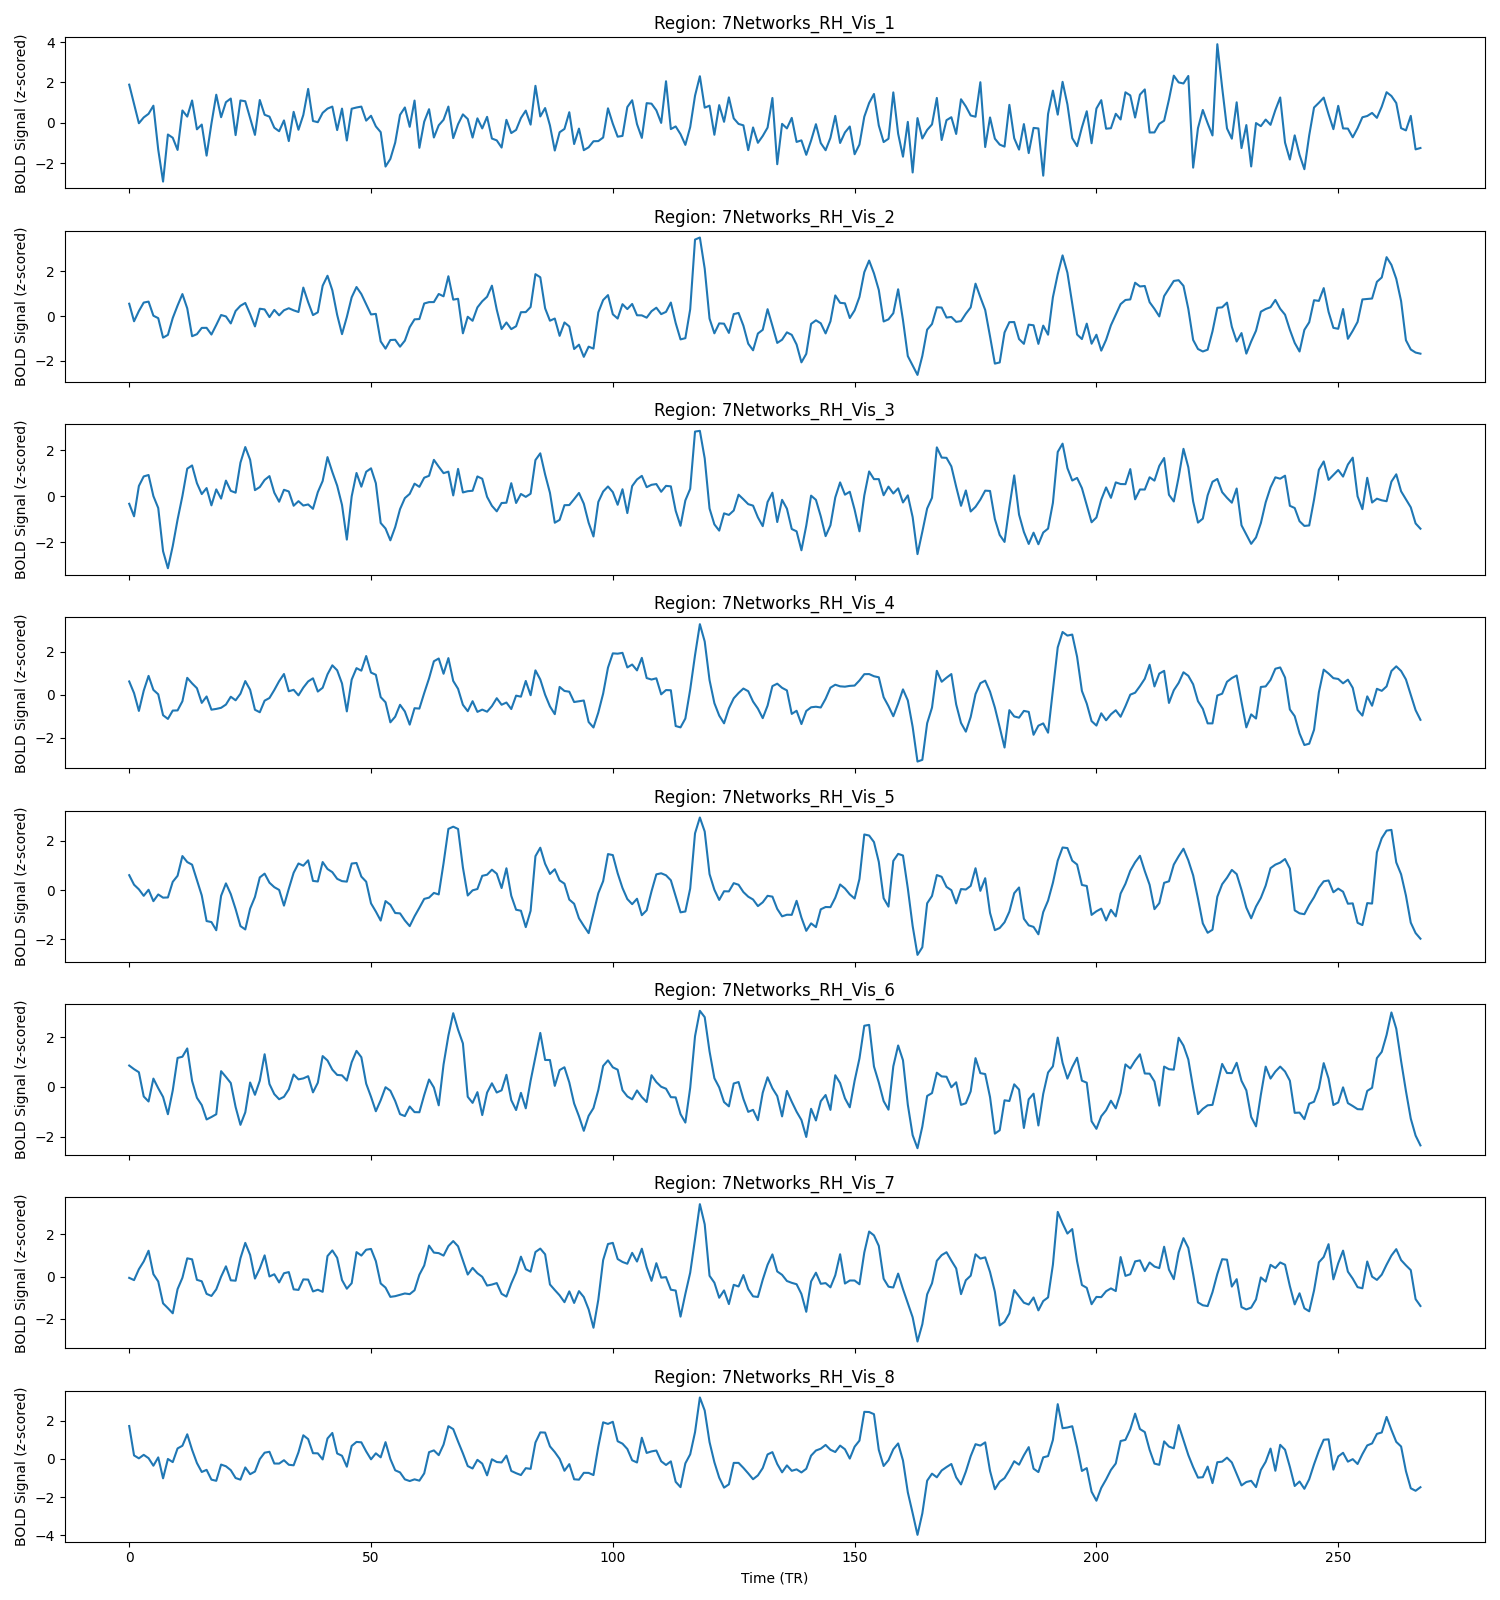 Region: 7Networks_RH_Vis_1
BOLD Signal (z-scored)
4
2
0
−2
Region: 7Networks_RH_Vis_2
BOLD Signal (z-scored)
2
0
−2
Region: 7Networks_RH_Vis_3
BOLD Signal (z-scored)
2
0
−2
Region: 7Networks_RH_Vis_4
BOLD Signal (z-scored)
2
0
−2
Region: 7Networks_RH_Vis_5
BOLD Signal (z-scored)
2
0
−2
Region: 7Networks_RH_Vis_6
BOLD Signal (z-scored)
2
0
−2
Region: 7Networks_RH_Vis_7
BOLD Signal (z-scored)
2
0
−2
Region: 7Networks_RH_Vis_8
BOLD Signal (z-scored)
2
0
−2
−4
0 50 100 150 200 250
Time (TR)